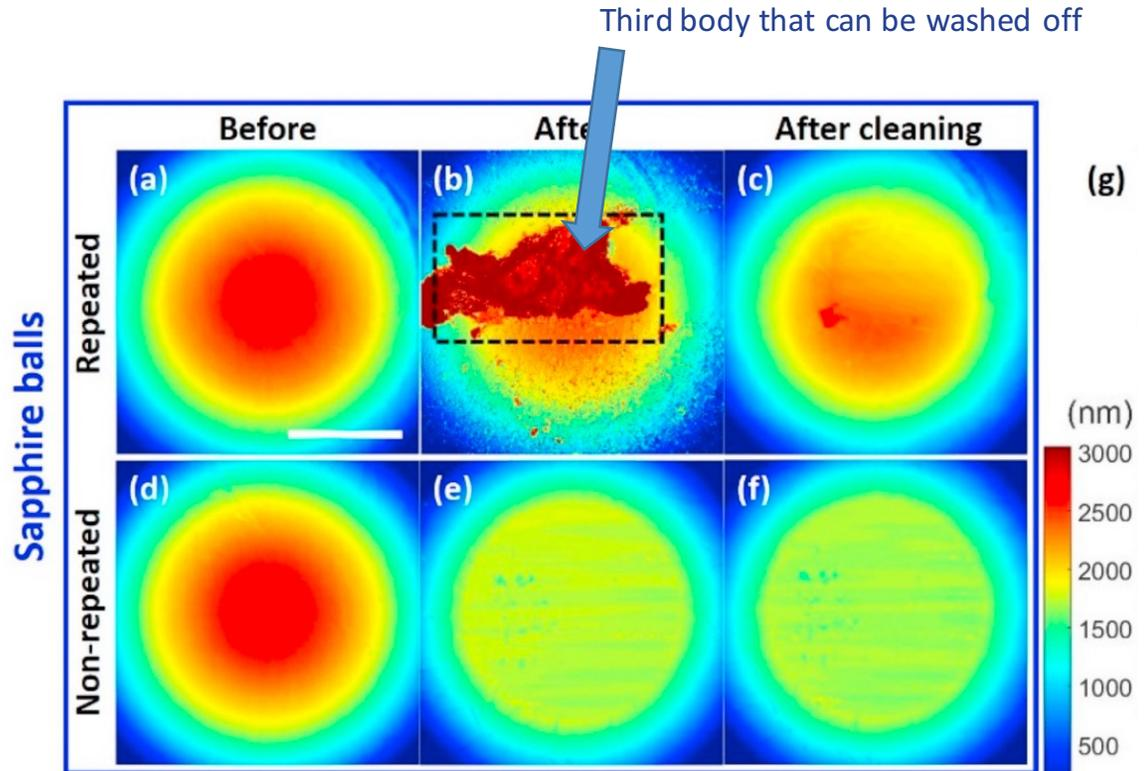 Third body that can be washed off
Before
Afte
After cleaning
(a)
(b)
(c)
(g)
Repeated
Sapphire balls
(nm)
3000
(d)
(e)
(f)
2500
Non-repeated
2000
1500
1000
500